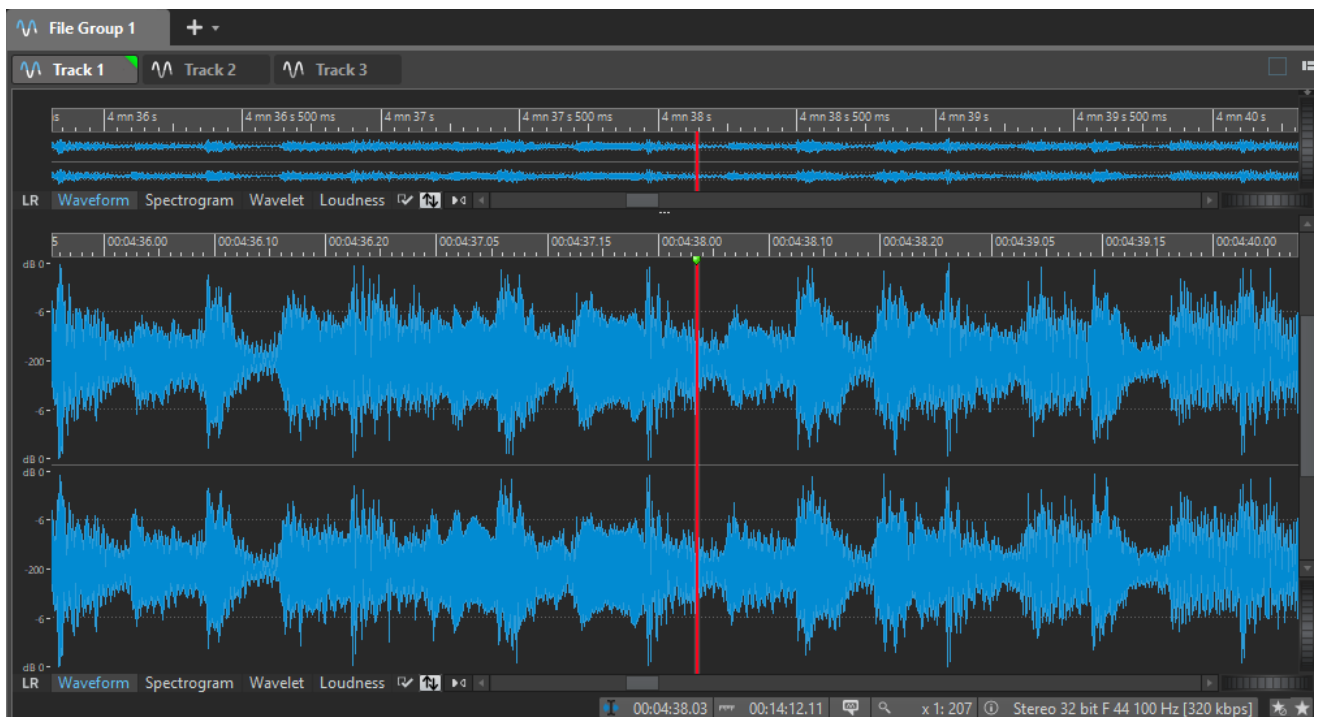 File Group 1
Track 1 Track 2 Track 3
4 mn 36 s 4 mn 36 s 500 ms 4 mn 37 s 4 mn 37 s 500 ms 4 mn 38 s 4 mn 38 s 500 ms 4 mn 39 s 4 mn 39 s 500 ms 4 mn 40 s
LR Waveform Spectrogram Wavelet Loudness
5 00:04:36.00 00:04:36.10 00:04:36.20 00:04:37.05 00:04:37.15 00:04:38.00 00:04:38.10 00:04:38.20 00:04:39.05 00:04:39.15 00:04:40.00
dB 0
-6
-200
-6
dB 0
dB 0
-6
-200
-6
dB 0
LR Waveform Spectrogram Wavelet Loudness
00:04:38.03 00:14:12.11 x 1: 207 Stereo 32 bit F 44 100 Hz [320 kbps]